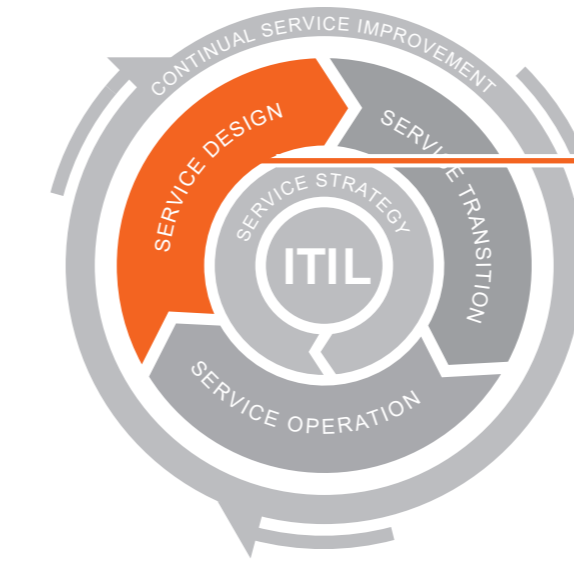 CONTINUAL SERVICE IMPROVEMENT
SERVICE DESIGN
SERVICE TRANSITION
SERVICE STRATEGY
ITIL
SERVICE OPERATION